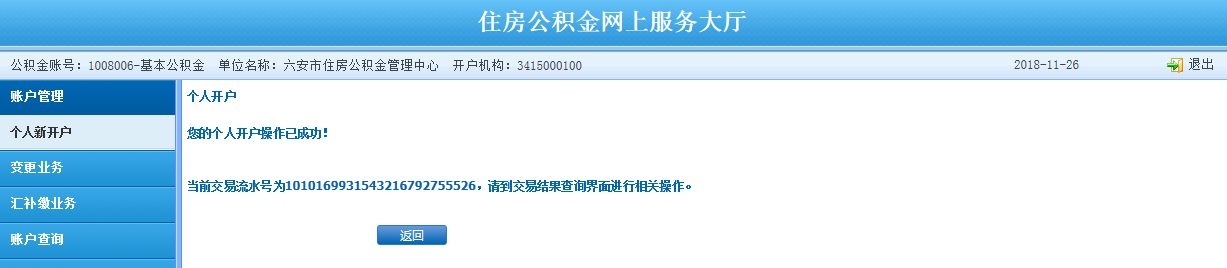 住房公积金网上服务大厅
公积金账号：1008006-基本公积金 单位名称：六安市住房公积金管理中心 开户机构：3415000100 2018-11-26 退出
账户管理
个人新开户
变更业务
汇补缴业务
账户查询
个人开户
您的个人开户操作已成功！
当前交易流水号为1010169931543216792755526，请到交易结果查询界面进行相关操作。
返回